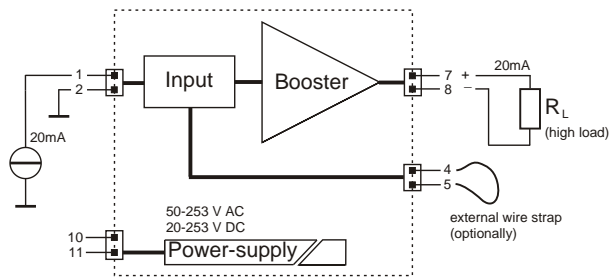 1
2
20mA
Input
Booster
7 + 20mA
8 −
R_L
(high load)
4
5
external wire strap
(optionally)
50-253 V AC
20-253 V DC
10
11
Power-supply